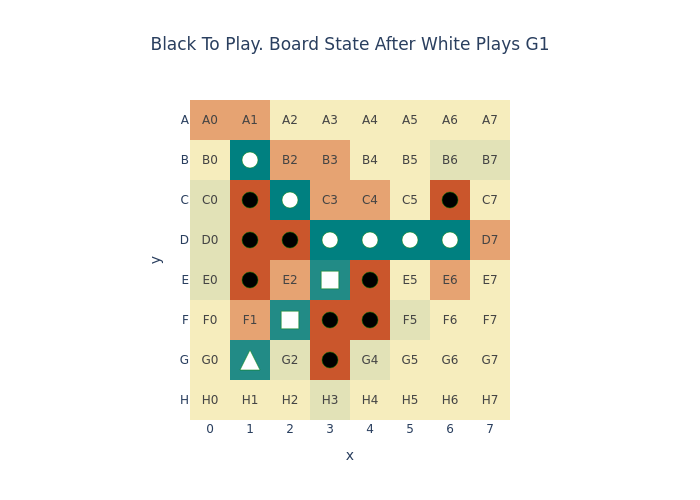 Black To Play. Board State After White Plays G1
A A0 A1 A2 A3 A4 A5 A6 A7
B B0 B2 B3 B4 B5 B6 B7
C C0 C3 C4 C5 C7
D D0 D7
y
E E0 E2 E5 E6 E7
F F0 F1 F5 F6 F7
G G0 G2 G4 G5 G6 G7
H H0 H1 H2 H3 H4 H5 H6 H7
0 1 2 3 4 5 6 7
x